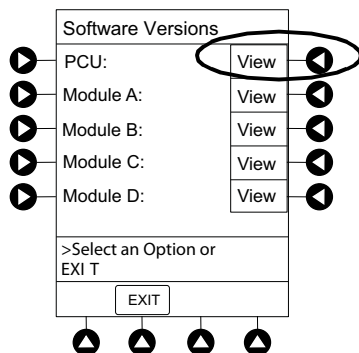 Software Versions
PCU: View
Module A: View
Module B: View
Module C: View
Module D: View
>Select an Option or
EXI T
EXIT